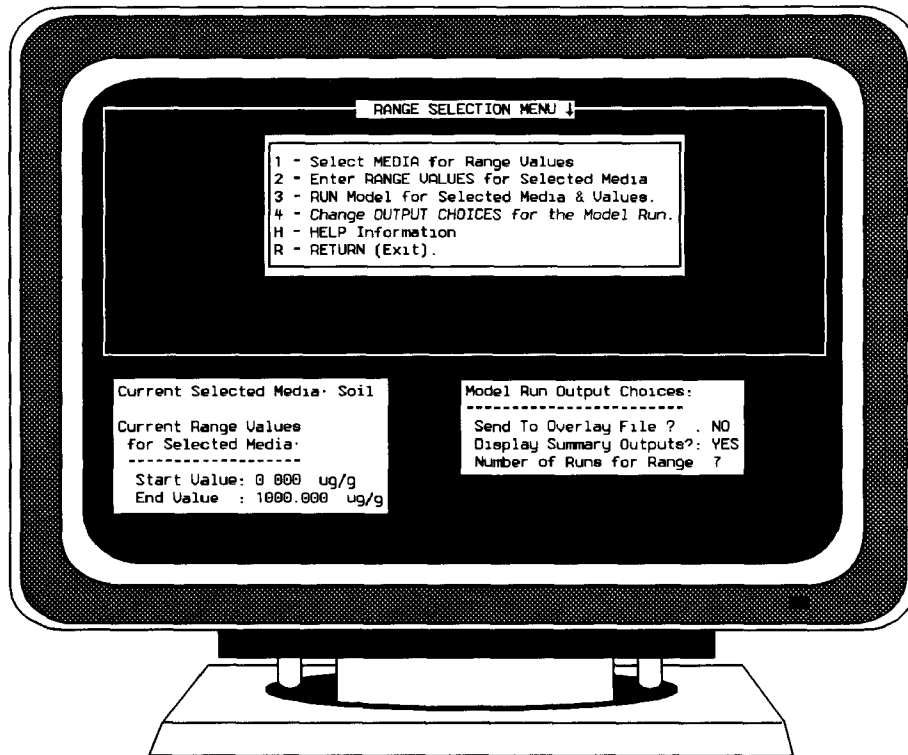 RANGE SELECTION MENU ↓
1 - Select MEDIA for Range Values
2 - Enter RANGE VALUES for Selected Media
3 - RUN Model for Selected Media & Values.
4 - Change OUTPUT CHOICES for the Model Run.
H - HELP Information
R - RETURN (Exit).
Current Selected Media· Soil
Current Range Values
for Selected Media·
------------------
Start Value: 0 000 ug/g
End Value : 1000.000 ug/g
Model Run Output Choices:
-----------------------
Send To Overlay File ? . NO
Display Summary Outputs?: YES
Number of Runs for Range 7